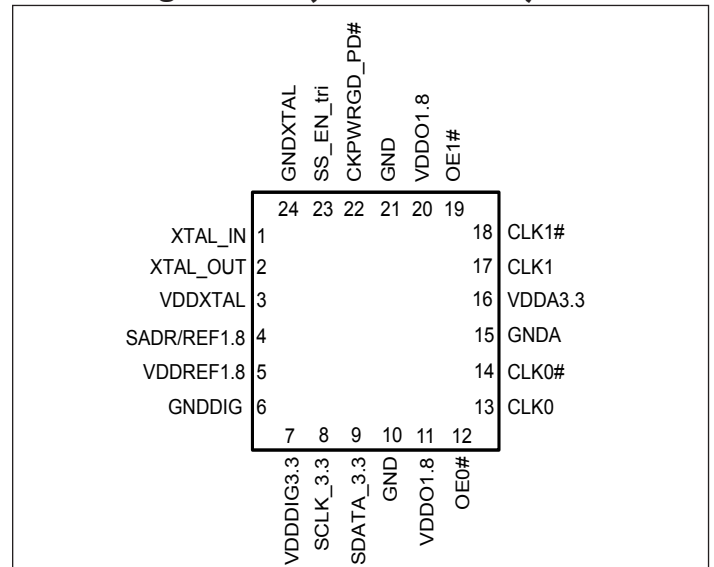 GNDXTAL
SS_EN_tri
CKPWRGD_PD#
GND
VDDO1.8
OE1#
24 23 22 21 20 19
XTAL_IN 1 18 CLK1#
XTAL_OUT 2 17 CLK1
VDDXTAL 3 16 VDDA3.3
SADR/REF1.8 4 15 GNDA
VDDREF1.8 5 14 CLK0#
GNDDIG 6 13 CLK0
7 8 9 10 11 12
VDDDIG3.3
SCLK_3.3
SDATA_3.3
GND
VDDO1.8
OE0#